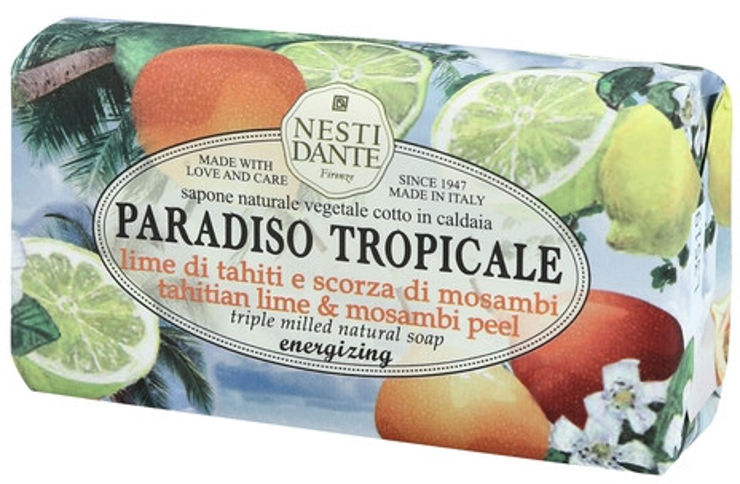 NESTI
DANTE
Firenze
MADE WITH
LOVE AND CARE
SINCE 1947
MADE IN ITALY
sapone naturale vegetale cotto in caldaia
PARADISO TROPICALE
lime di tahiti e scorza di mosambi
tahitian lime & mosambi peel
triple milled natural soap
energizing